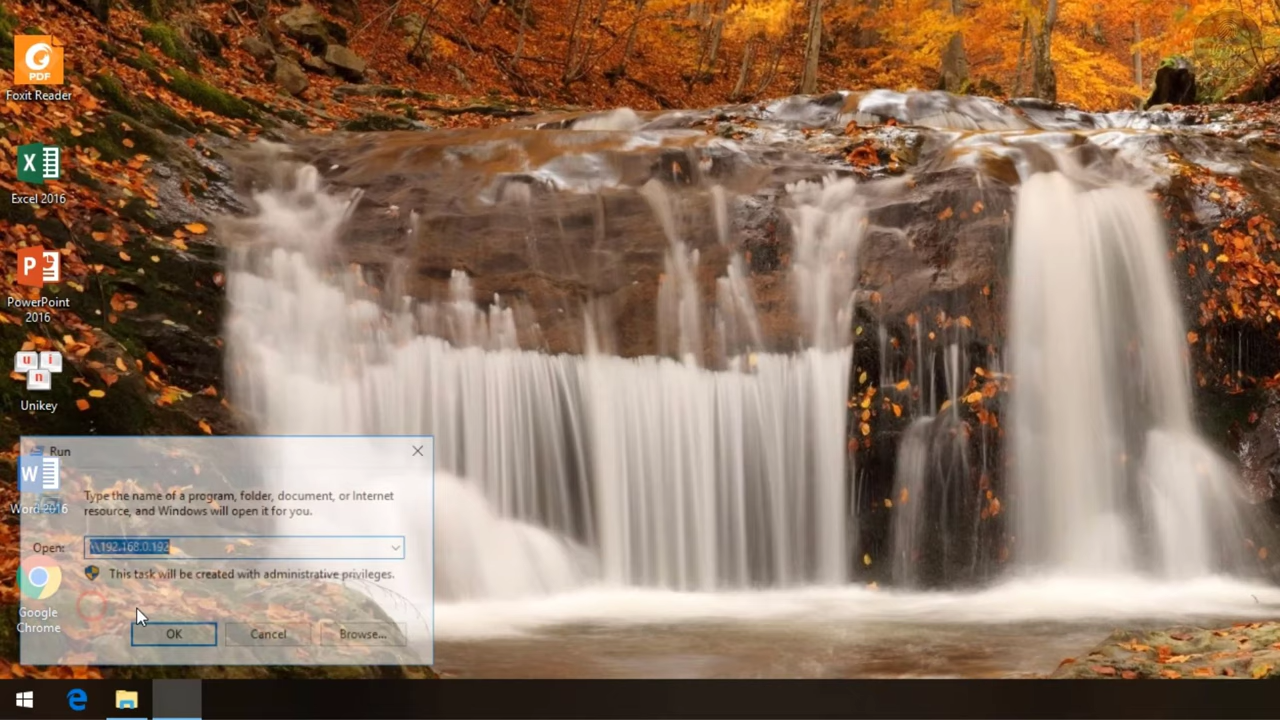 PDF
Foxit Reader
X
Excel 2016
P
PowerPoint
2016
u i
n
Unikey
Run
W
Word 2016
Type the name of a program, folder, document, or Internet
resource, and Windows will open it for you.
Open:
\\192.168.0.192
This task will be created with administrative privileges.
Google
Chrome
OK
Cancel
Browse...